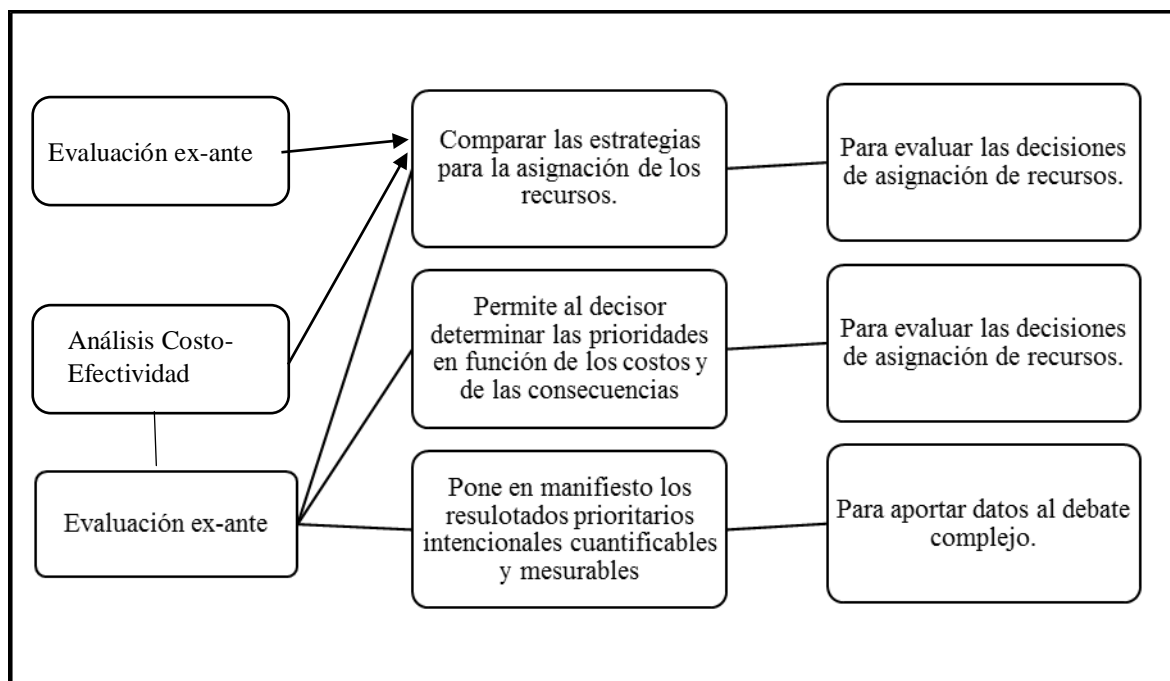 Evaluación ex-ante
Comparar las estrategias
para la asignación de los
recursos.
Para evaluar las decisiones
de asignación de recursos.
Análisis Costo-
Efectividad
Permite al decisor
determinar las prioridades
en función de los costos y
de las consecuencias
Para evaluar las decisiones
de asignación de recursos.
Evaluación ex-ante
Pone en manifiesto los
resulotados prioritarios
intencionales cuantificables
y mesurables
Para aportar datos al debate
complejo.